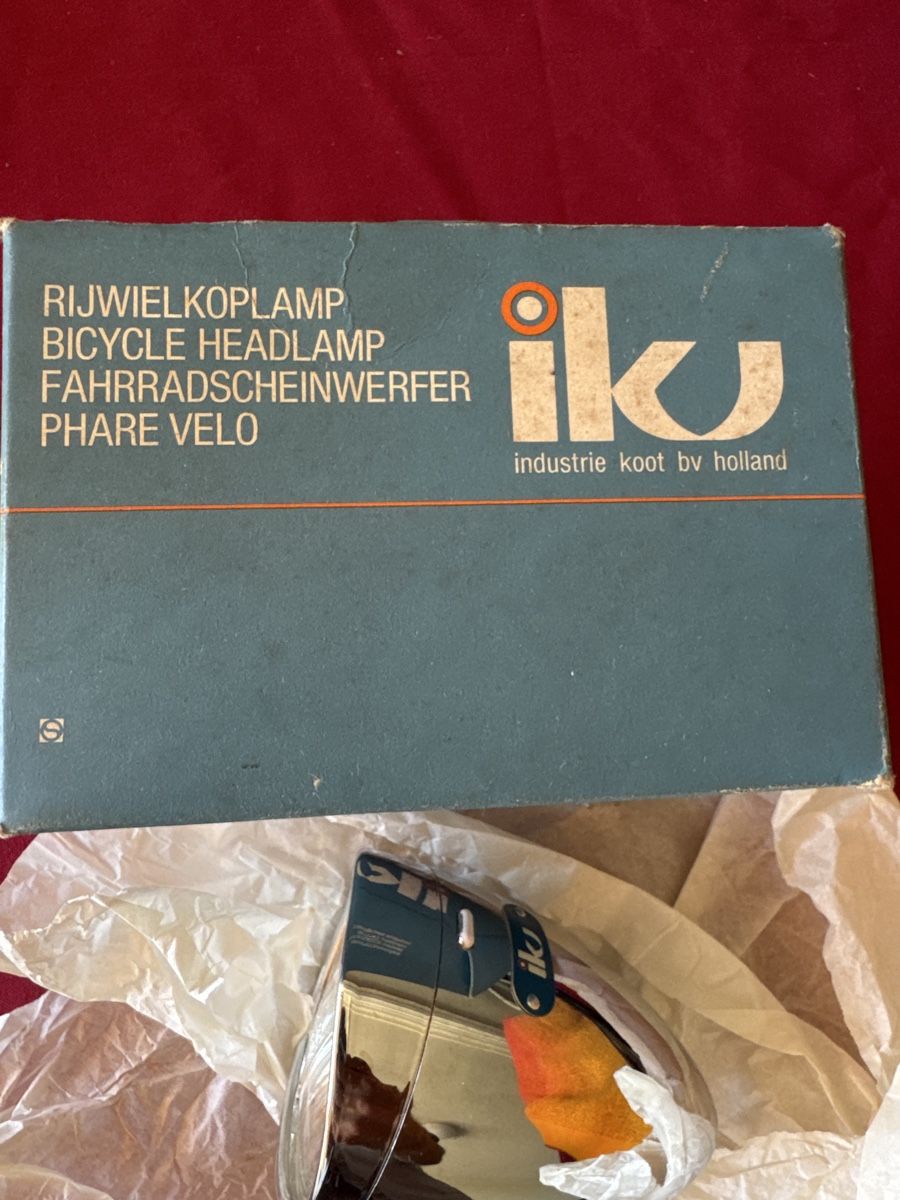 RIJWIELKOPLAMP
BICYCLE HEADLAMP
FAHRRADSCHEINWERFER
PHARE VELO
iku
industrie koot bv holland
iku